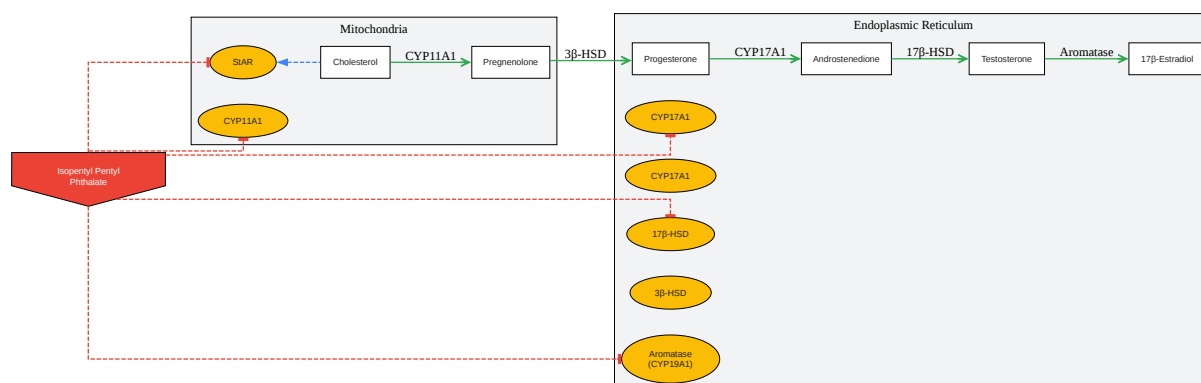 Mitochondria
Endoplasmic Reticulum
StAR
Cholesterol
CYP11A1
Pregnenolone
3β-HSD
Progesterone
CYP17A1
Androstenedione
17β-HSD
Testosterone
Aromatase
17β-Estradiol
CYP11A1
CYP17A1
Isopentyl Pentyl
Phthalate
CYP17A1
17β-HSD
3β-HSD
Aromatase
(CYP19A1)